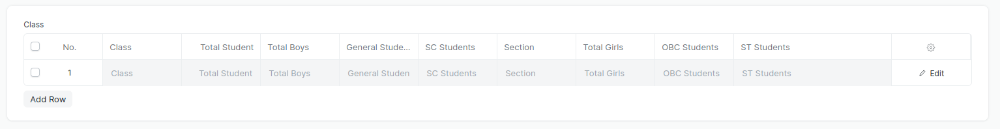 Class
No. Class Total Student Total Boys General Stude... SC Students Section Total Girls OBC Students ST Students
1 Class Total Student Total Boys General Studen SC Students Section Total Girls OBC Students ST Students Edit
Add Row